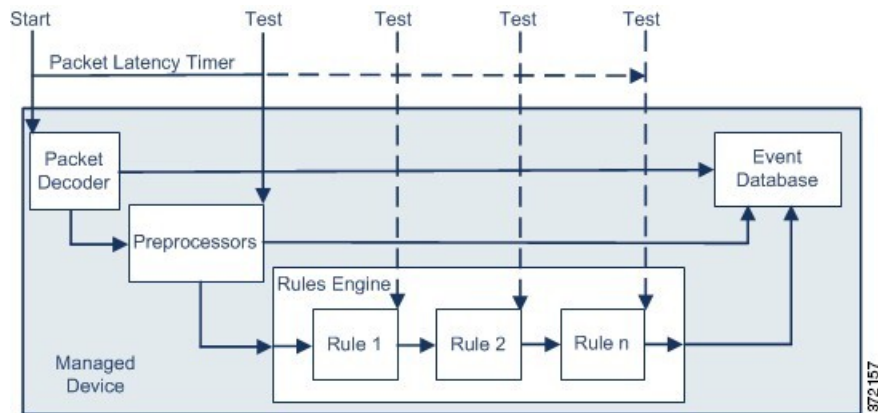 Start
Test
Test
Test
Test
Packet Latency Timer
Packet
Decoder
Event
Database
Preprocessors
Rules Engine
Rule 1
Rule 2
Rule n
Managed
Device
372157